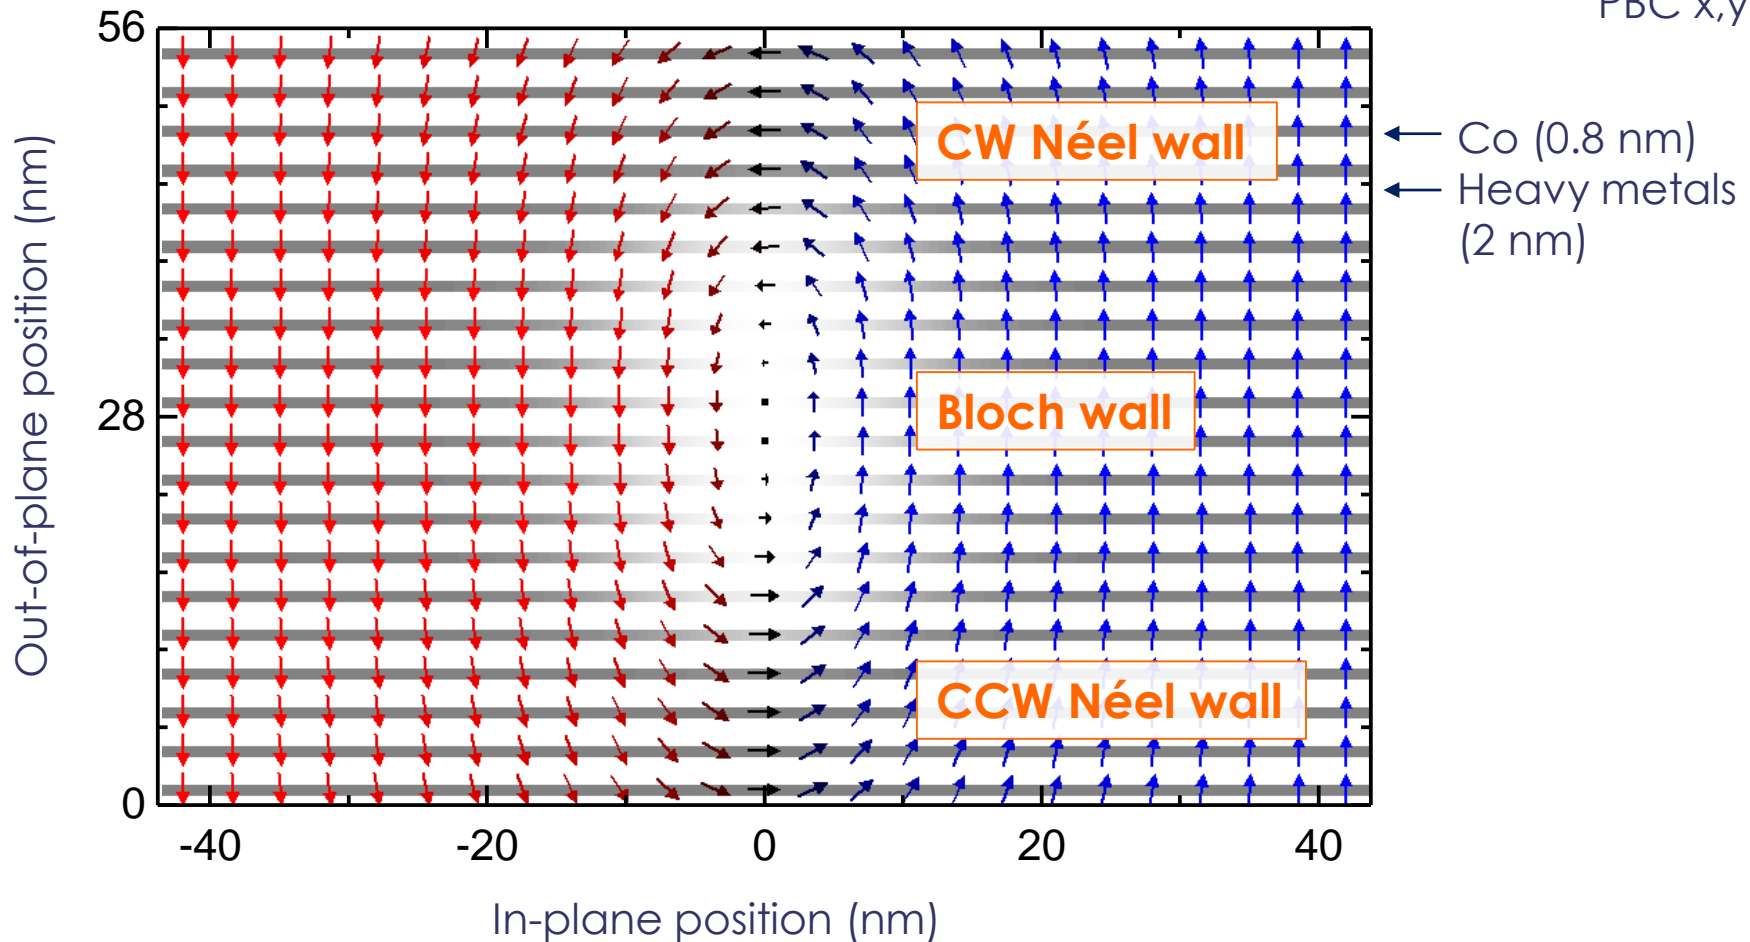 PBC x,y
56
28
0
Out-of-plane position (nm)
CW Néel wall
Bloch wall
CCW Néel wall
Co (0.8 nm)
Heavy metals
(2 nm)
-40 -20 0 20 40
In-plane position (nm)